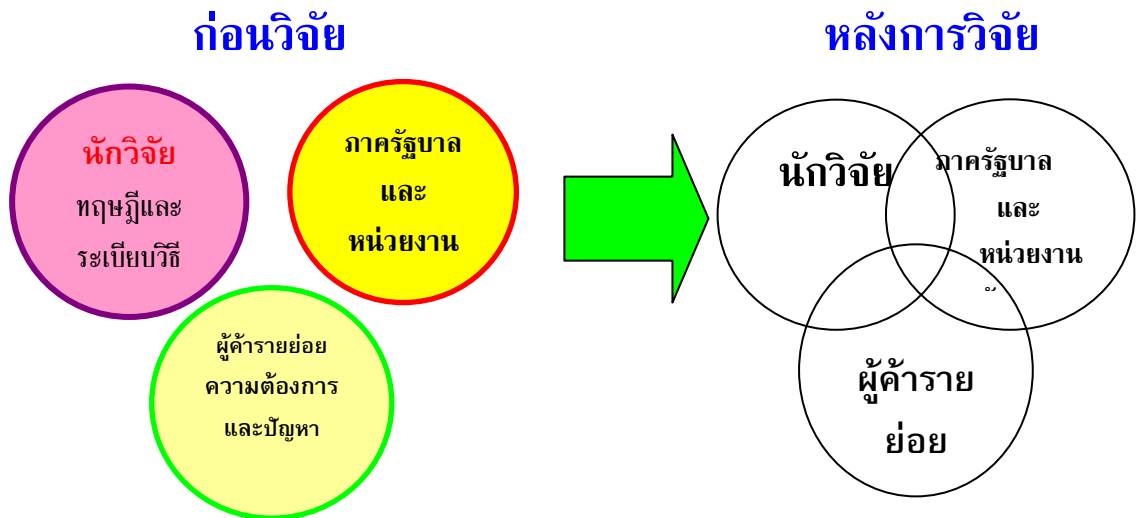 ก่อนวิจัย
หลังการวิจัย
นักวิจัย
ทฤษฎีและ
ระเบียบวิธี
ภาครัฐบาล
และ
หน่วยงาน
ผู้ค้ารายย่อย
ความต้องการ
และปัญหา
นักวิจัย
ภาครัฐบาล
และ
หน่วยงาน
ผู้ค้าราย
ย่อย